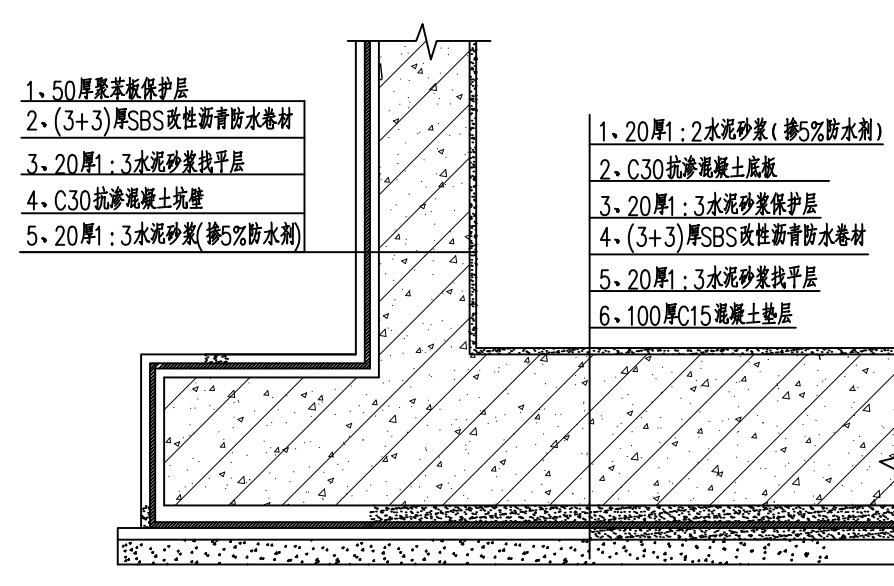 1、50厚聚苯板保护层
2、(3+3)厚SBS改性沥青防水卷材
3、20厚1:3水泥砂浆找平层
4、C30抗渗混凝土坑壁
5、20厚1:3水泥砂浆(掺5%防水剂)
1、20厚1:2水泥砂浆(掺5%防水剂)
2、C30抗渗混凝土底板
3、20厚1:3水泥砂浆保护层
4、(3+3)厚SBS改性沥青防水卷材
5、20厚1:3水泥砂浆找平层
6、100厚C15混凝土垫层